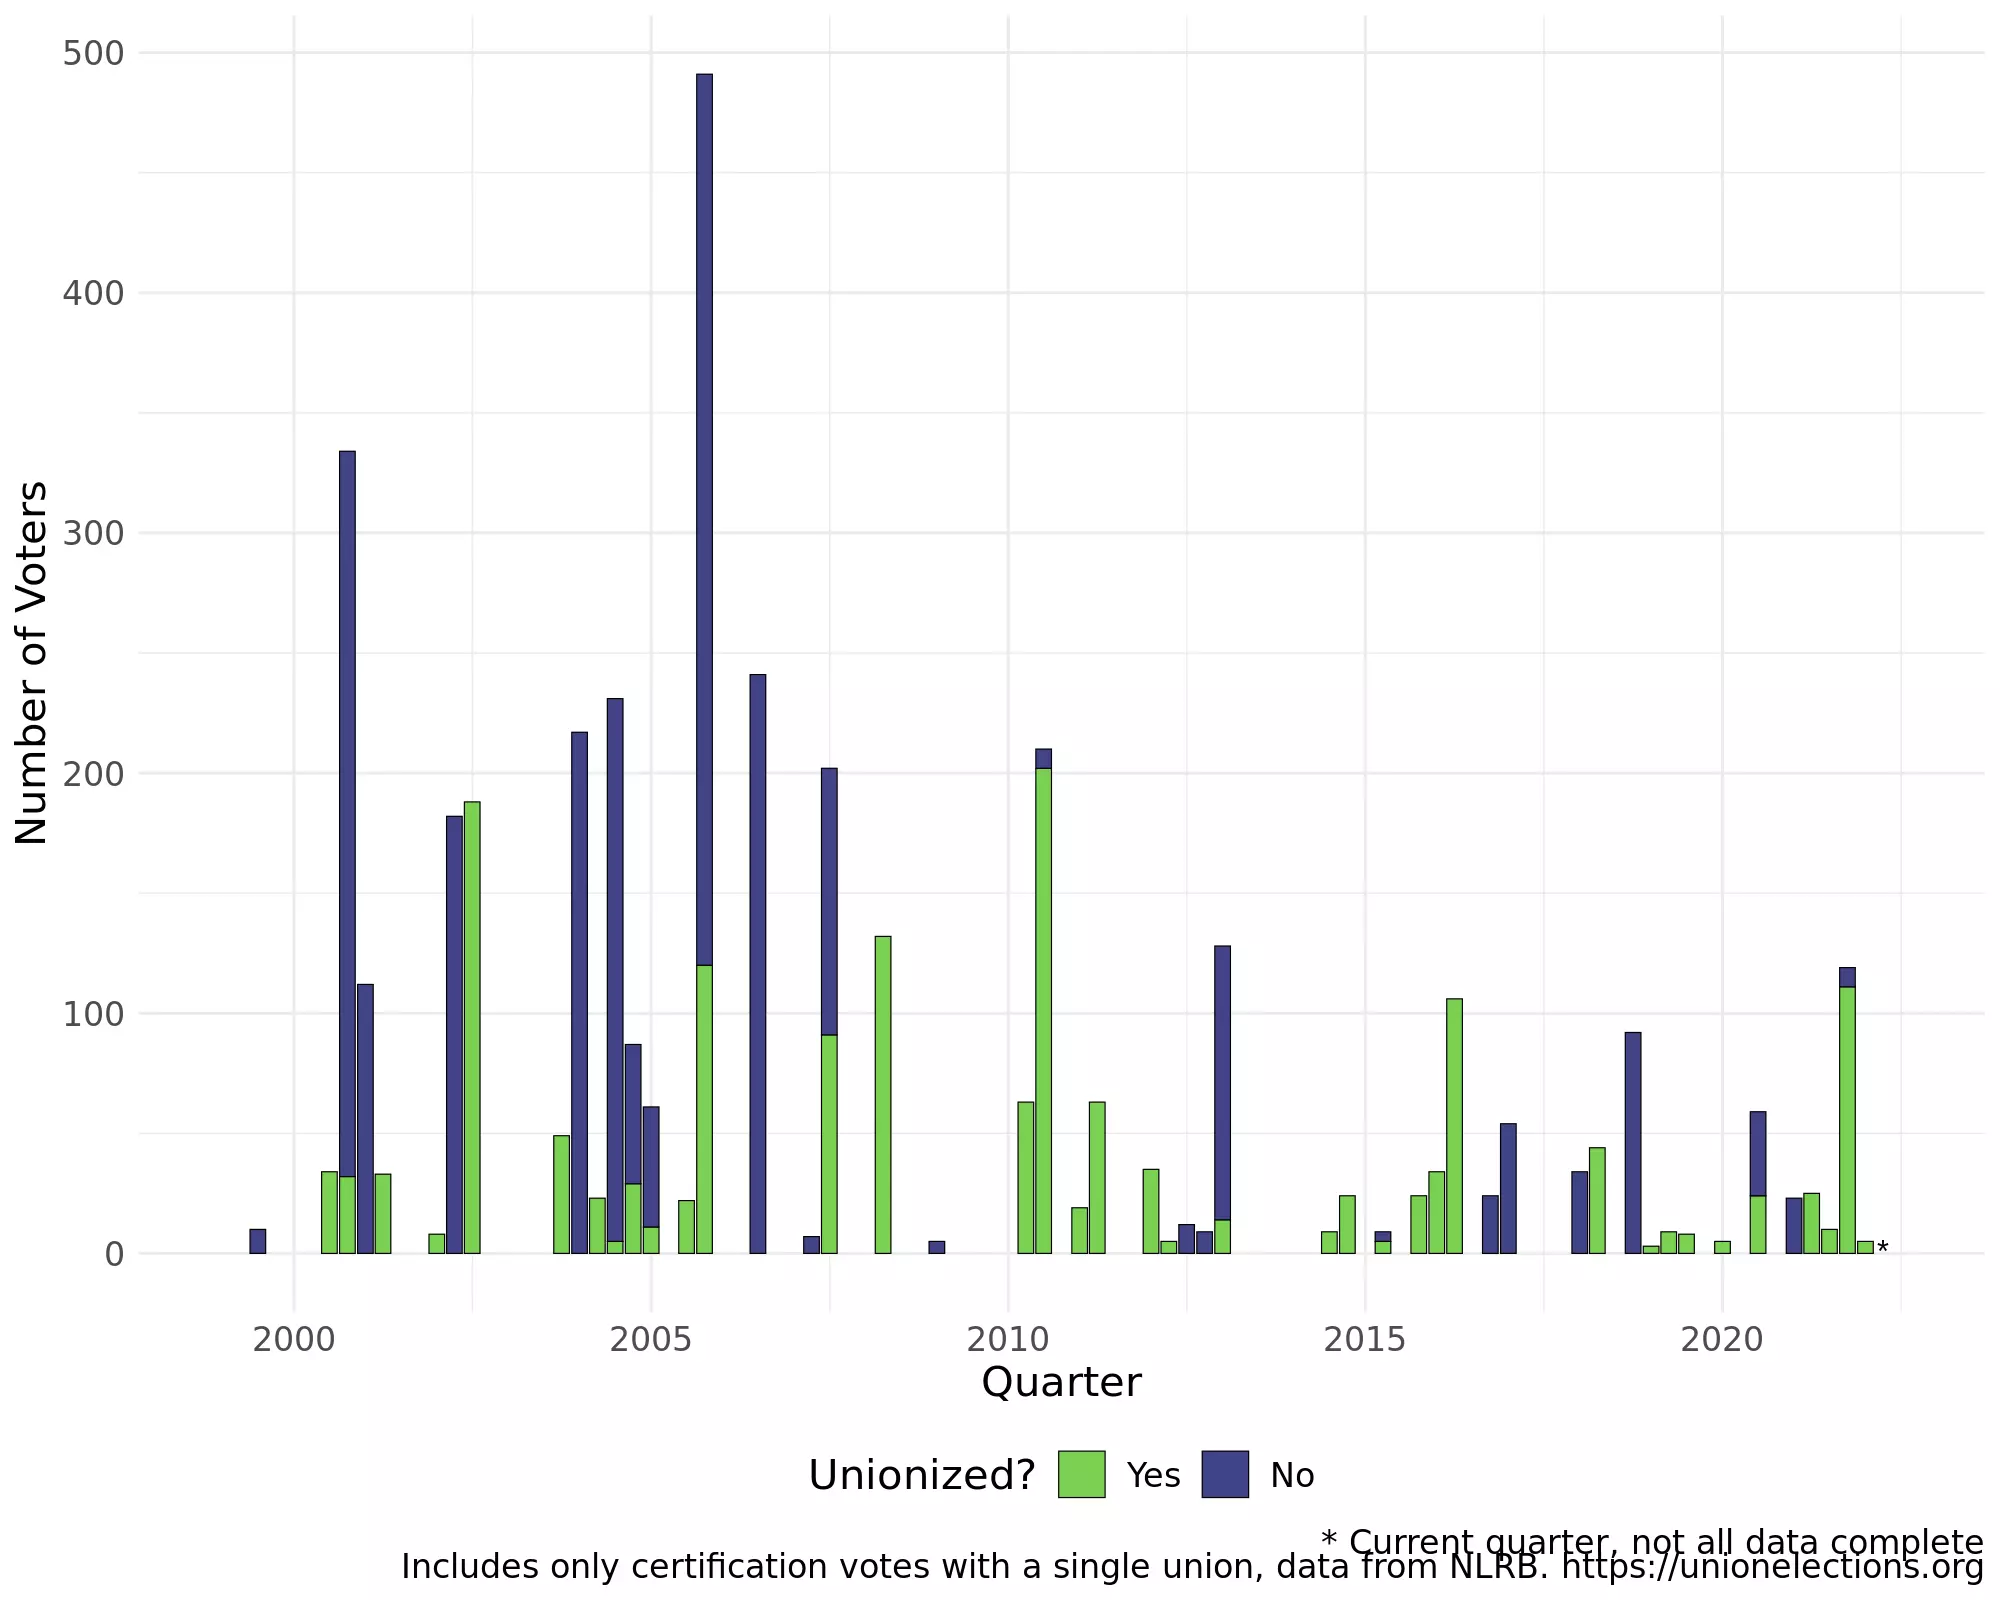 500
400
300
200
100
0
Number of Voters
*
2000 2005 2010 2015 2020
Quarter
Unionized? Yes No
* Current quarter, not all data complete
Includes only certification votes with a single union, data from NLRB. https://unionelections.org